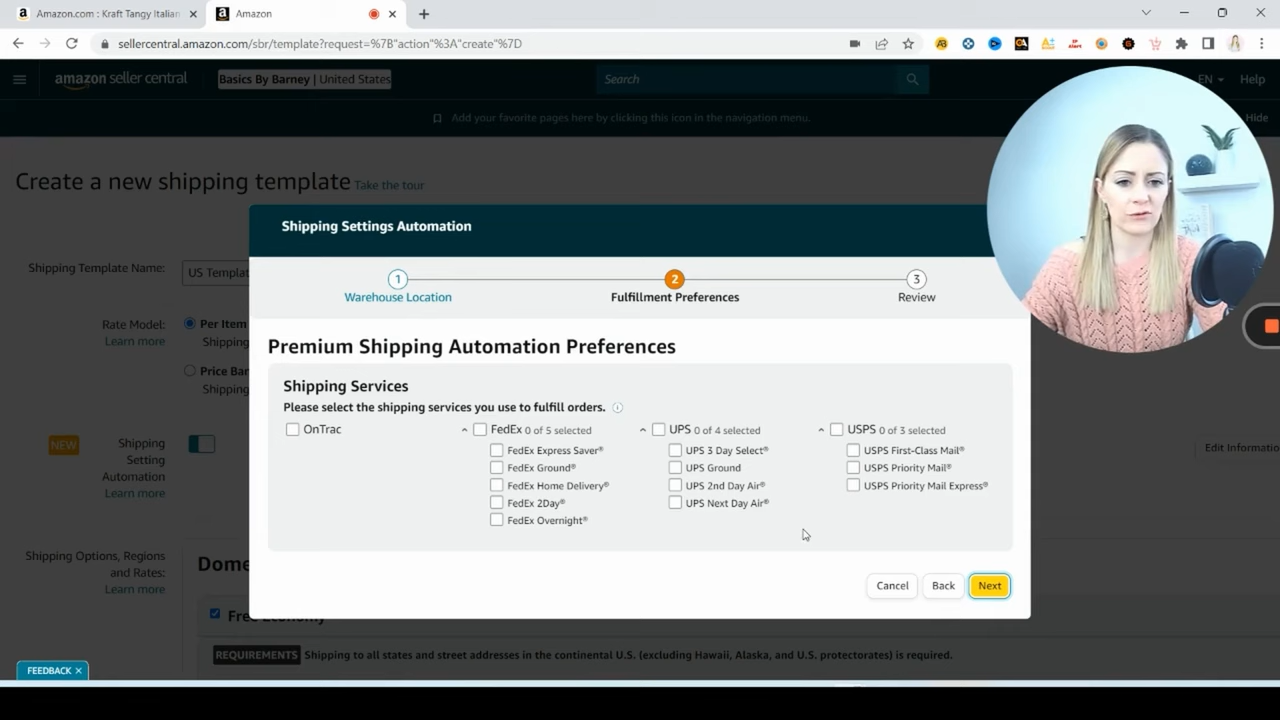 Amazon.com : Kraft Tangy Italian
Amazon
sellercentral.amazon.com/sbr/template?request=%7B"action"%3A"create"%7D
amazon seller central
Basics By Barney | United States
Search
EN
Help
Add your favorite pages here by clicking this icon in the navigation menu.
Hide
Create a new shipping template Take the tour
Shipping Template Name:
US Templat
Rate Model:
Learn more
Per Item
Shipping
Price Ban
Shipping
NEW
Shipping
Setting
Automation
Learn more
Edit Informatio
Shipping Options, Regions
and Rates:
Learn more
Dome
Free Economy
REQUIREMENTS Shipping to all states and street addresses in the continental U.S. (excluding Hawaii, Alaska, and U.S. protectorates) is required.
FEEDBACK ×
Shipping Settings Automation
1
Warehouse Location
2
Fulfillment Preferences
3
Review
Premium Shipping Automation Preferences
Shipping Services
Please select the shipping services you use to fulfill orders.
OnTrac
FedEx 0 of 5 selected
FedEx Express Saver®
FedEx Ground®
FedEx Home Delivery®
FedEx 2Day®
FedEx Overnight®
UPS 0 of 4 selected
UPS 3 Day Select®
UPS Ground
UPS 2nd Day Air®
UPS Next Day Air®
USPS 0 of 3 selected
USPS First-Class Mail®
USPS Priority Mail®
USPS Priority Mail Express®
Cancel
Back
Next